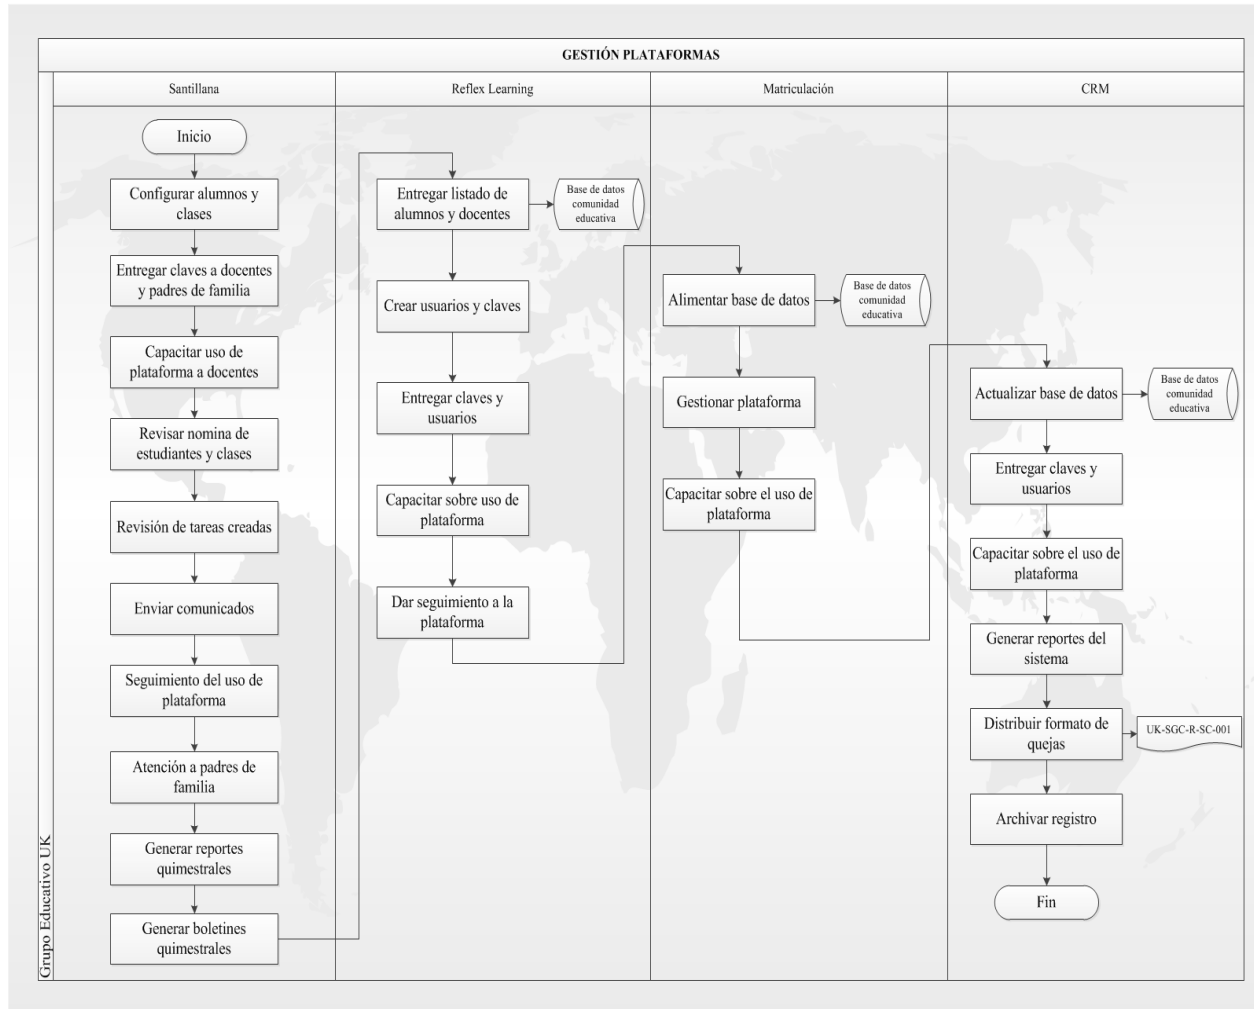 GESTIÓN PLATAFORMAS
Santillana
Reflex Learning
Matriculación
CRM
Grupo Educativo UK
Inicio
Configurar alumnos y
clases
Entregar claves a docentes
y padres de familia
Capacitar uso de
plataforma a docentes
Revisar nomina de
estudiantes y clases
Revisión de tareas creadas
Enviar comunicados
Seguimiento del uso de
plataforma
Atención a padres de
familia
Generar reportes
quimestrales
Generar boletines
quimestrales
Entregar listado de
alumnos y docentes
Base de datos
comunidad
educativa
Crear usuarios y claves
Entregar claves y
usuarios
Capacitar sobre uso de
plataforma
Dar seguimiento a la
plataforma
Alimentar base de datos
Base de datos
comunidad
educativa
Gestionar plataforma
Capacitar sobre el uso de
plataforma
Actualizar base de datos
Base de datos
comunidad
educativa
Entregar claves y
usuarios
Capacitar sobre el uso de
plataforma
Generar reportes del
sistema
Distribuir formato de
quejas
UK-SGC-R-SC-001
Archivar registro
Fin